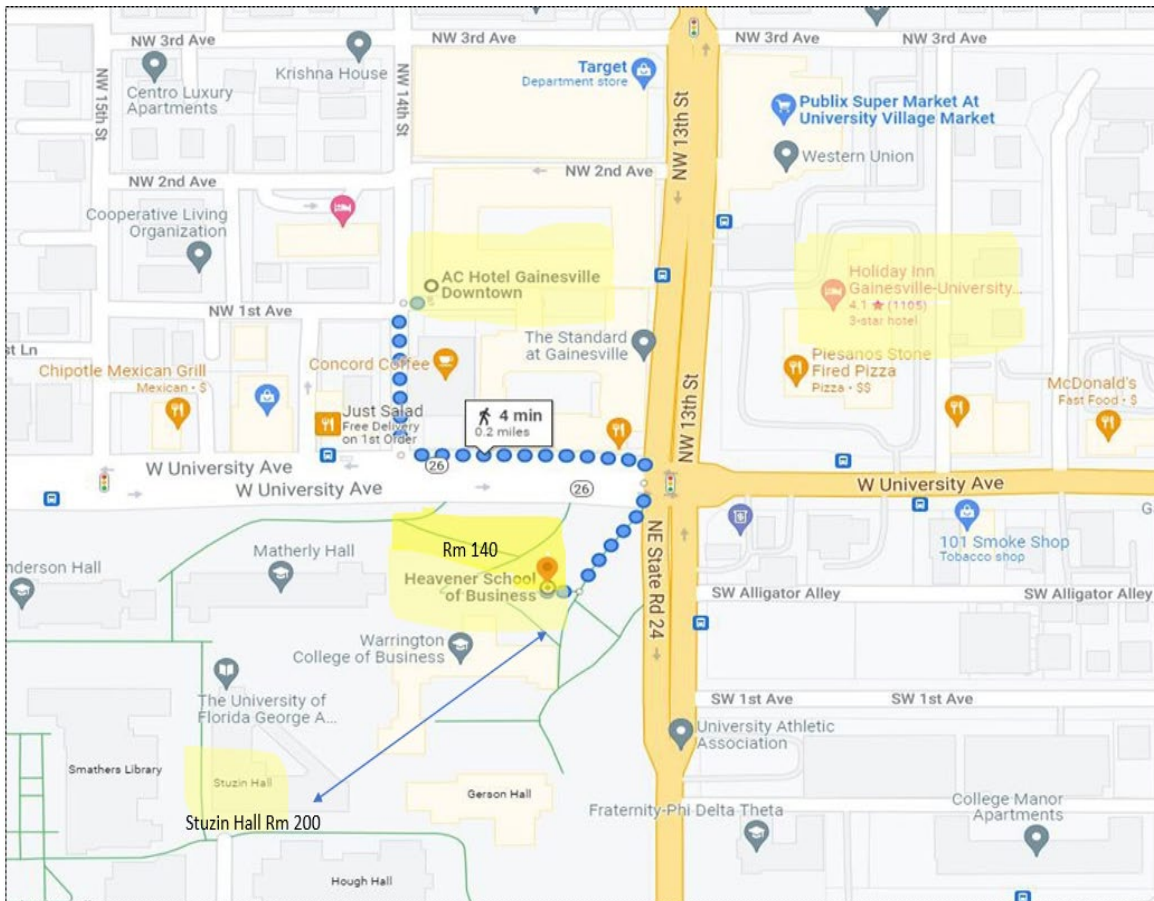 NW 3rd Ave
NW 3rd Ave
NW 3rd Ave
NW 3rd Ave
Krishna House
Centro Luxury
Apartments
NW 15th St
NW 14th St
Target
Department store
NW 13th St
Publix Super Market At
University Village Market
Western Union
NW 2nd Ave
NW 2nd Ave
Cooperative Living
Organization
AC Hotel Gainesville
Downtown
Holiday Inn
Gainesville-University...
4.1 ★ (1105)
3-star hotel
NW 1st Ave
The Standard
at Gainesville
st Ln
Concord Coffee
Chipotle Mexican Grill
Mexican • $
Piesanos Stone
Fired Pizza
Pizza • $$
McDonald's
Fast Food • $
NW 13th St
Just Salad
Free Delivery
on 1st Order
4 min
0.2 miles
W University Ave
26
W University Ave
26
W University Ave
G
Rm 140
Matherly Hall
nderson Hall
Heavener School
of Business
NE State Rd 24
101 Smoke Shop
Tobacco shop
SW Alligator Alley
SW Alligator Alley
Warrington
College of Business
The University of
Florida George A...
SW 1st Ave
SW 1st Ave
University Athletic
Association
Smathers Library
Stuzin Hall
Gerson Hall
Stuzin Hall Rm 200
Fraternity-Phi Delta Theta
College Manor
Apartments
Hough Hall